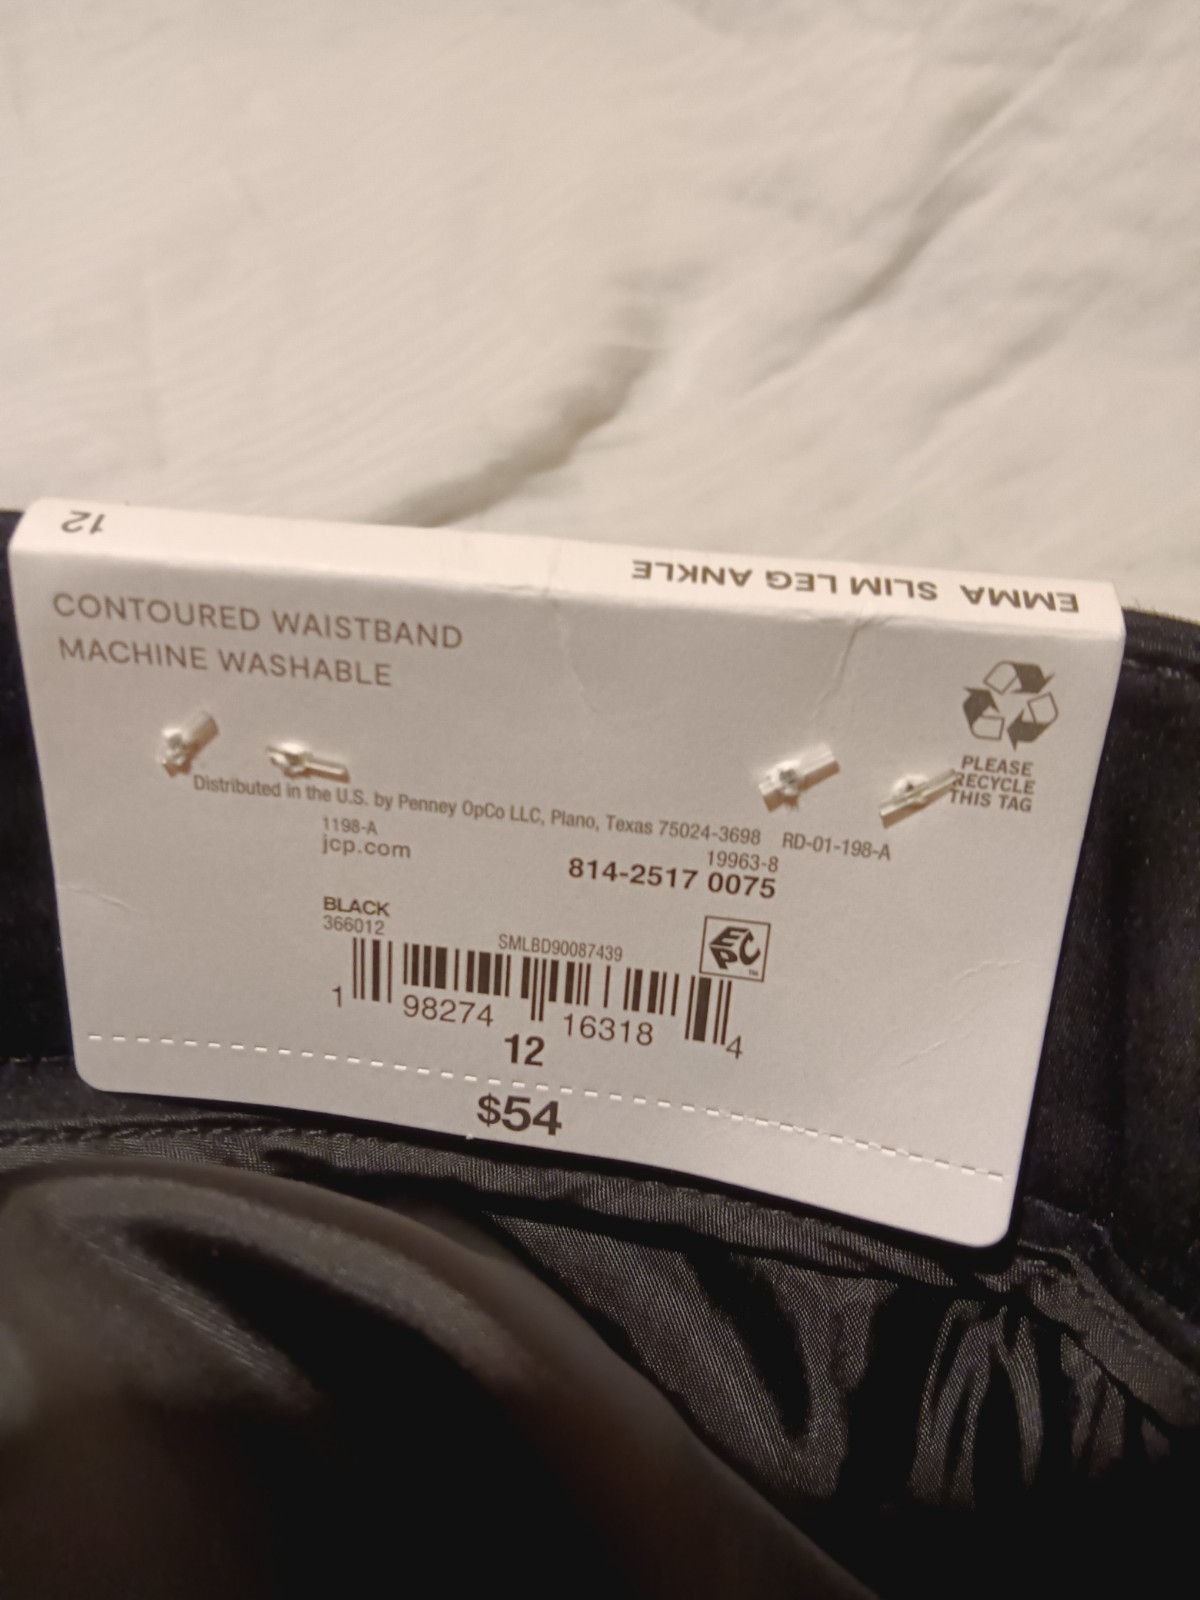 12
EMMA SLIM LEG ANKLE
CONTOURED WAISTBAND
MACHINE WASHABLE
PLEASE
RECYCLE
THIS TAG
Distributed in the U.S. by Penney OpCo LLC, Plano, Texas 75024-3698 RD-01-198-A
1198-A
19963-8
jcp.com
814-2517 0075
BLACK
366012
SMLBD90087439
EPC™
1 98274 16318 4
12
$54